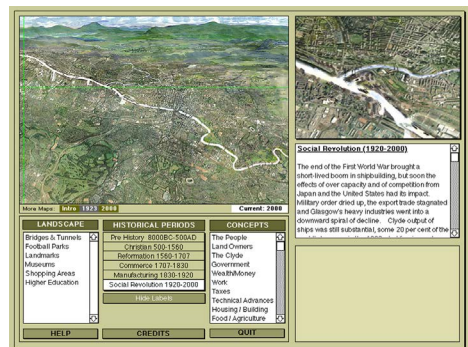 More Maps: Intro 1923 2000
Current: 2000
LANDSCAPE
Bridges & Tunnels
Football Parks
Landmarks
Museums
Shopping Areas
Higher Education
HISTORICAL PERIODS
Pre History 8000BC-500AD
Christian 500-1560
Reformation 1560-1707
Commerce 1707-1830
Manufacturing 1830-1920
Social Revolution 1920-2000
Hide Labels
CONCEPTS
The People
Land Owners
The Clyde
Government
Wealth/Money
Work
Taxes
Technical Advances
Housing / Building
Food / Agriculture
HELP
CREDITS
QUIT
Social Revolution (1920-2000)
The end of the First World War brought a
short-lived boom in shipbuilding, but soon the
effects of over capacity and of competition from
Japan and the United States had its impact.
Military order dried up, the export trade stagnated
and Glasgow's heavy industries went into a
downward spiral of decline. Clyde output of
ships was still substantial, some 20 per cent of the